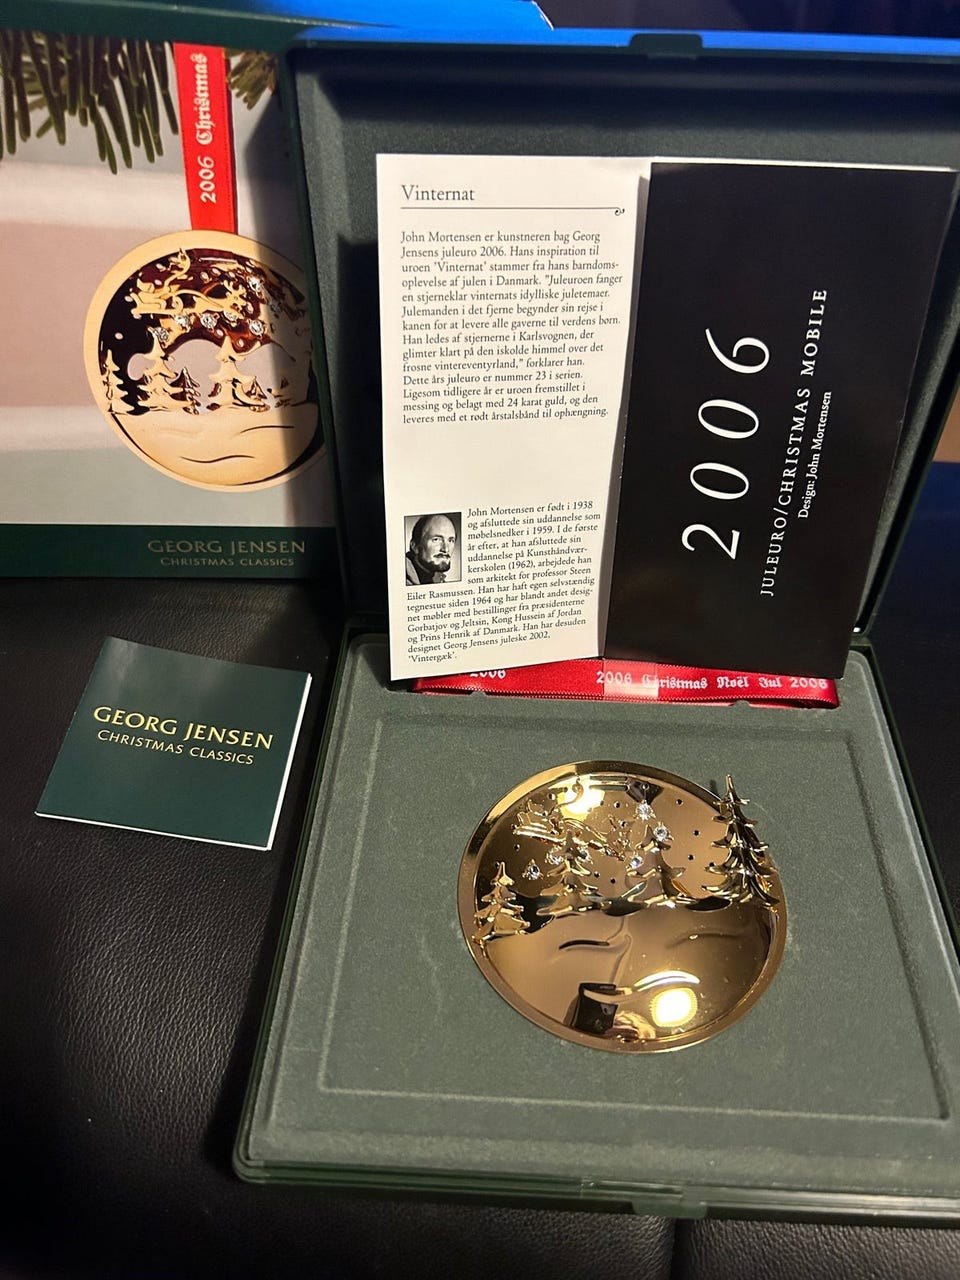 2006 Christmas
GEORG JENSEN
CHRISTMAS CLASSICS
GEORG JENSEN
CHRISTMAS CLASSICS
Vinternat
John Mortensen er kunstneren bag Georg
Jensens juleuro 2006. Hans inspiration til
uroen 'Vinternat' stammer fra hans barndoms-
oplevelse af julen i Danmark. "Juleuroen fanger
en stjerneklar vinternats idylliske juletemaer.
Julemanden i det fjerne begynder sin rejse i
kanen for at levere alle gaverne til verdens børn.
Han ledes af stjernerne i Karlsvognen, der
glimter klart på den iskolde himmel over det
frosne vintereventyrland," forklarer han.
Dette års juleuro er nummer 23 i serien.
Ligesom tidligere år er uroen fremstillet i
messing og belagt med 24 karat guld, og den
leveres med et rødt årstalsbånd til ophængning.
John Mortensen er født i 1938
og afsluttede sin uddannelse som
møbelsnedker i 1959. I de første
år efter, at han afsluttede sin
uddannelse på Kunsthåndvær-
kerskolen (1962), arbejdede han
som arkitekt for professor Steen
Eiler Rasmussen. Han har haft egen selvstændig
tegnestue siden 1964 og har blandt andet desig-
net møbler med bestillinger fra præsidenterne
Gorbatjov og Jeltsin, Kong Hussein af Jordan
og Prins Henrik af Danmark. Han har desuden
designet Georg Jensens juleske 2002,
'Vintergæk'.
2006
JULEURO/CHRISTMAS MOBILE
Design: John Mortensen
2006
2006 Christmas Noël Jul 2006